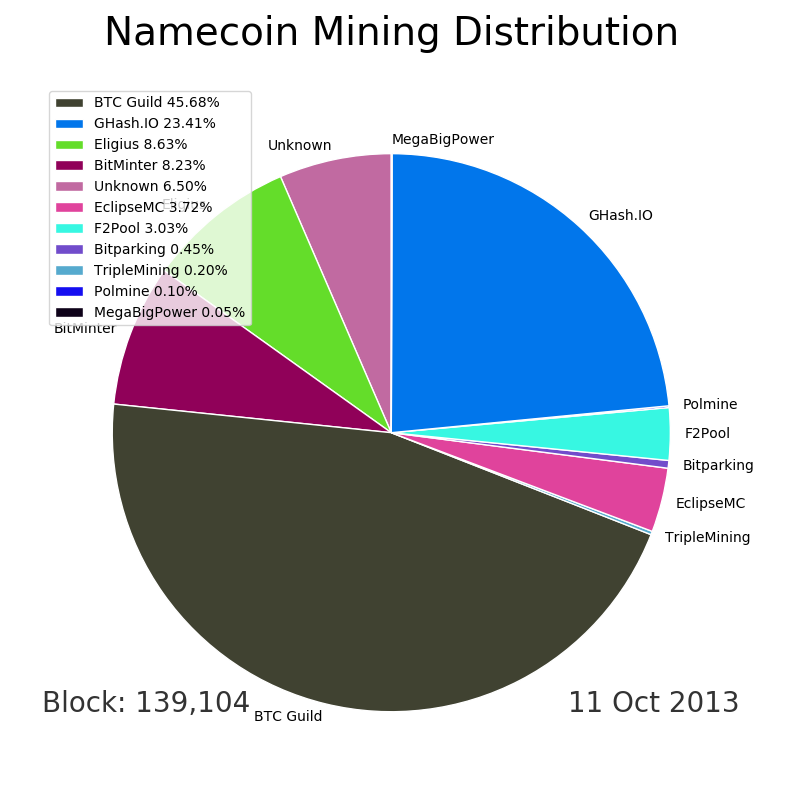 Namecoin Mining Distribution
BTC Guild 45.68%
GHash.IO 23.41%
Eligius 8.63%
BitMinter 8.23%
Unknown 6.50%
EclipseMC 3.72%
F2Pool 3.03%
Bitparking 0.45%
TripleMining 0.20%
Polmine 0.10%
MegaBigPower 0.05%
MegaBigPower
Unknown
GHash.IO
Eligius
BitMinter
Polmine
F2Pool
Bitparking
EclipseMC
TripleMining
BTC Guild
Block: 139,104
11 Oct 2013